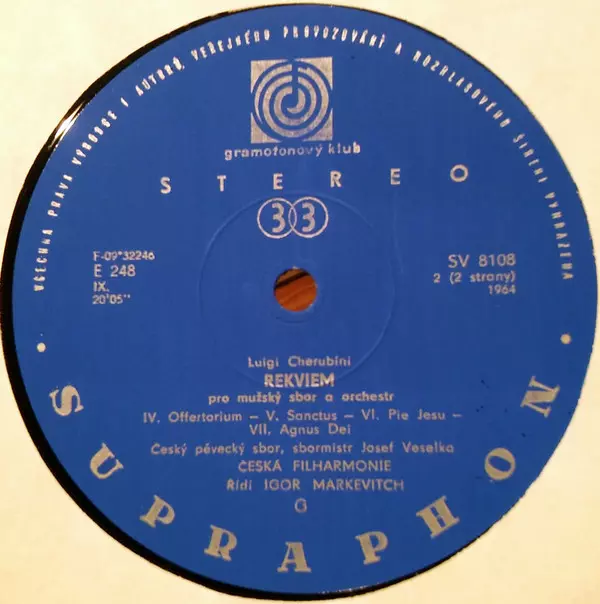 VŠECHNA PRÁVA VÝROBCE I AUTORŮ, VEŘEJNÉHO PROVOZOVÁNÍ A ROZHLASOVÉHO ŠÍŘENÍ VYHRAZENA
gramofonový klub
STEREO
33
F-09*32246
E 248
IX.
20'05"
SV 8108
2 (2 strany)
1964
Luigi Cherubini
REKVIEM
pro mužský sbor a orchestr
IV. Offertorium – V. Sanctus – VI. Pie Jesu –
VII. Agnus Dei
Český pěvecký sbor, sbormistr Josef Veselka
ČESKÁ FILHARMONIE
Řídí IGOR MARKEVITCH
G
· SUPRAPHON ·